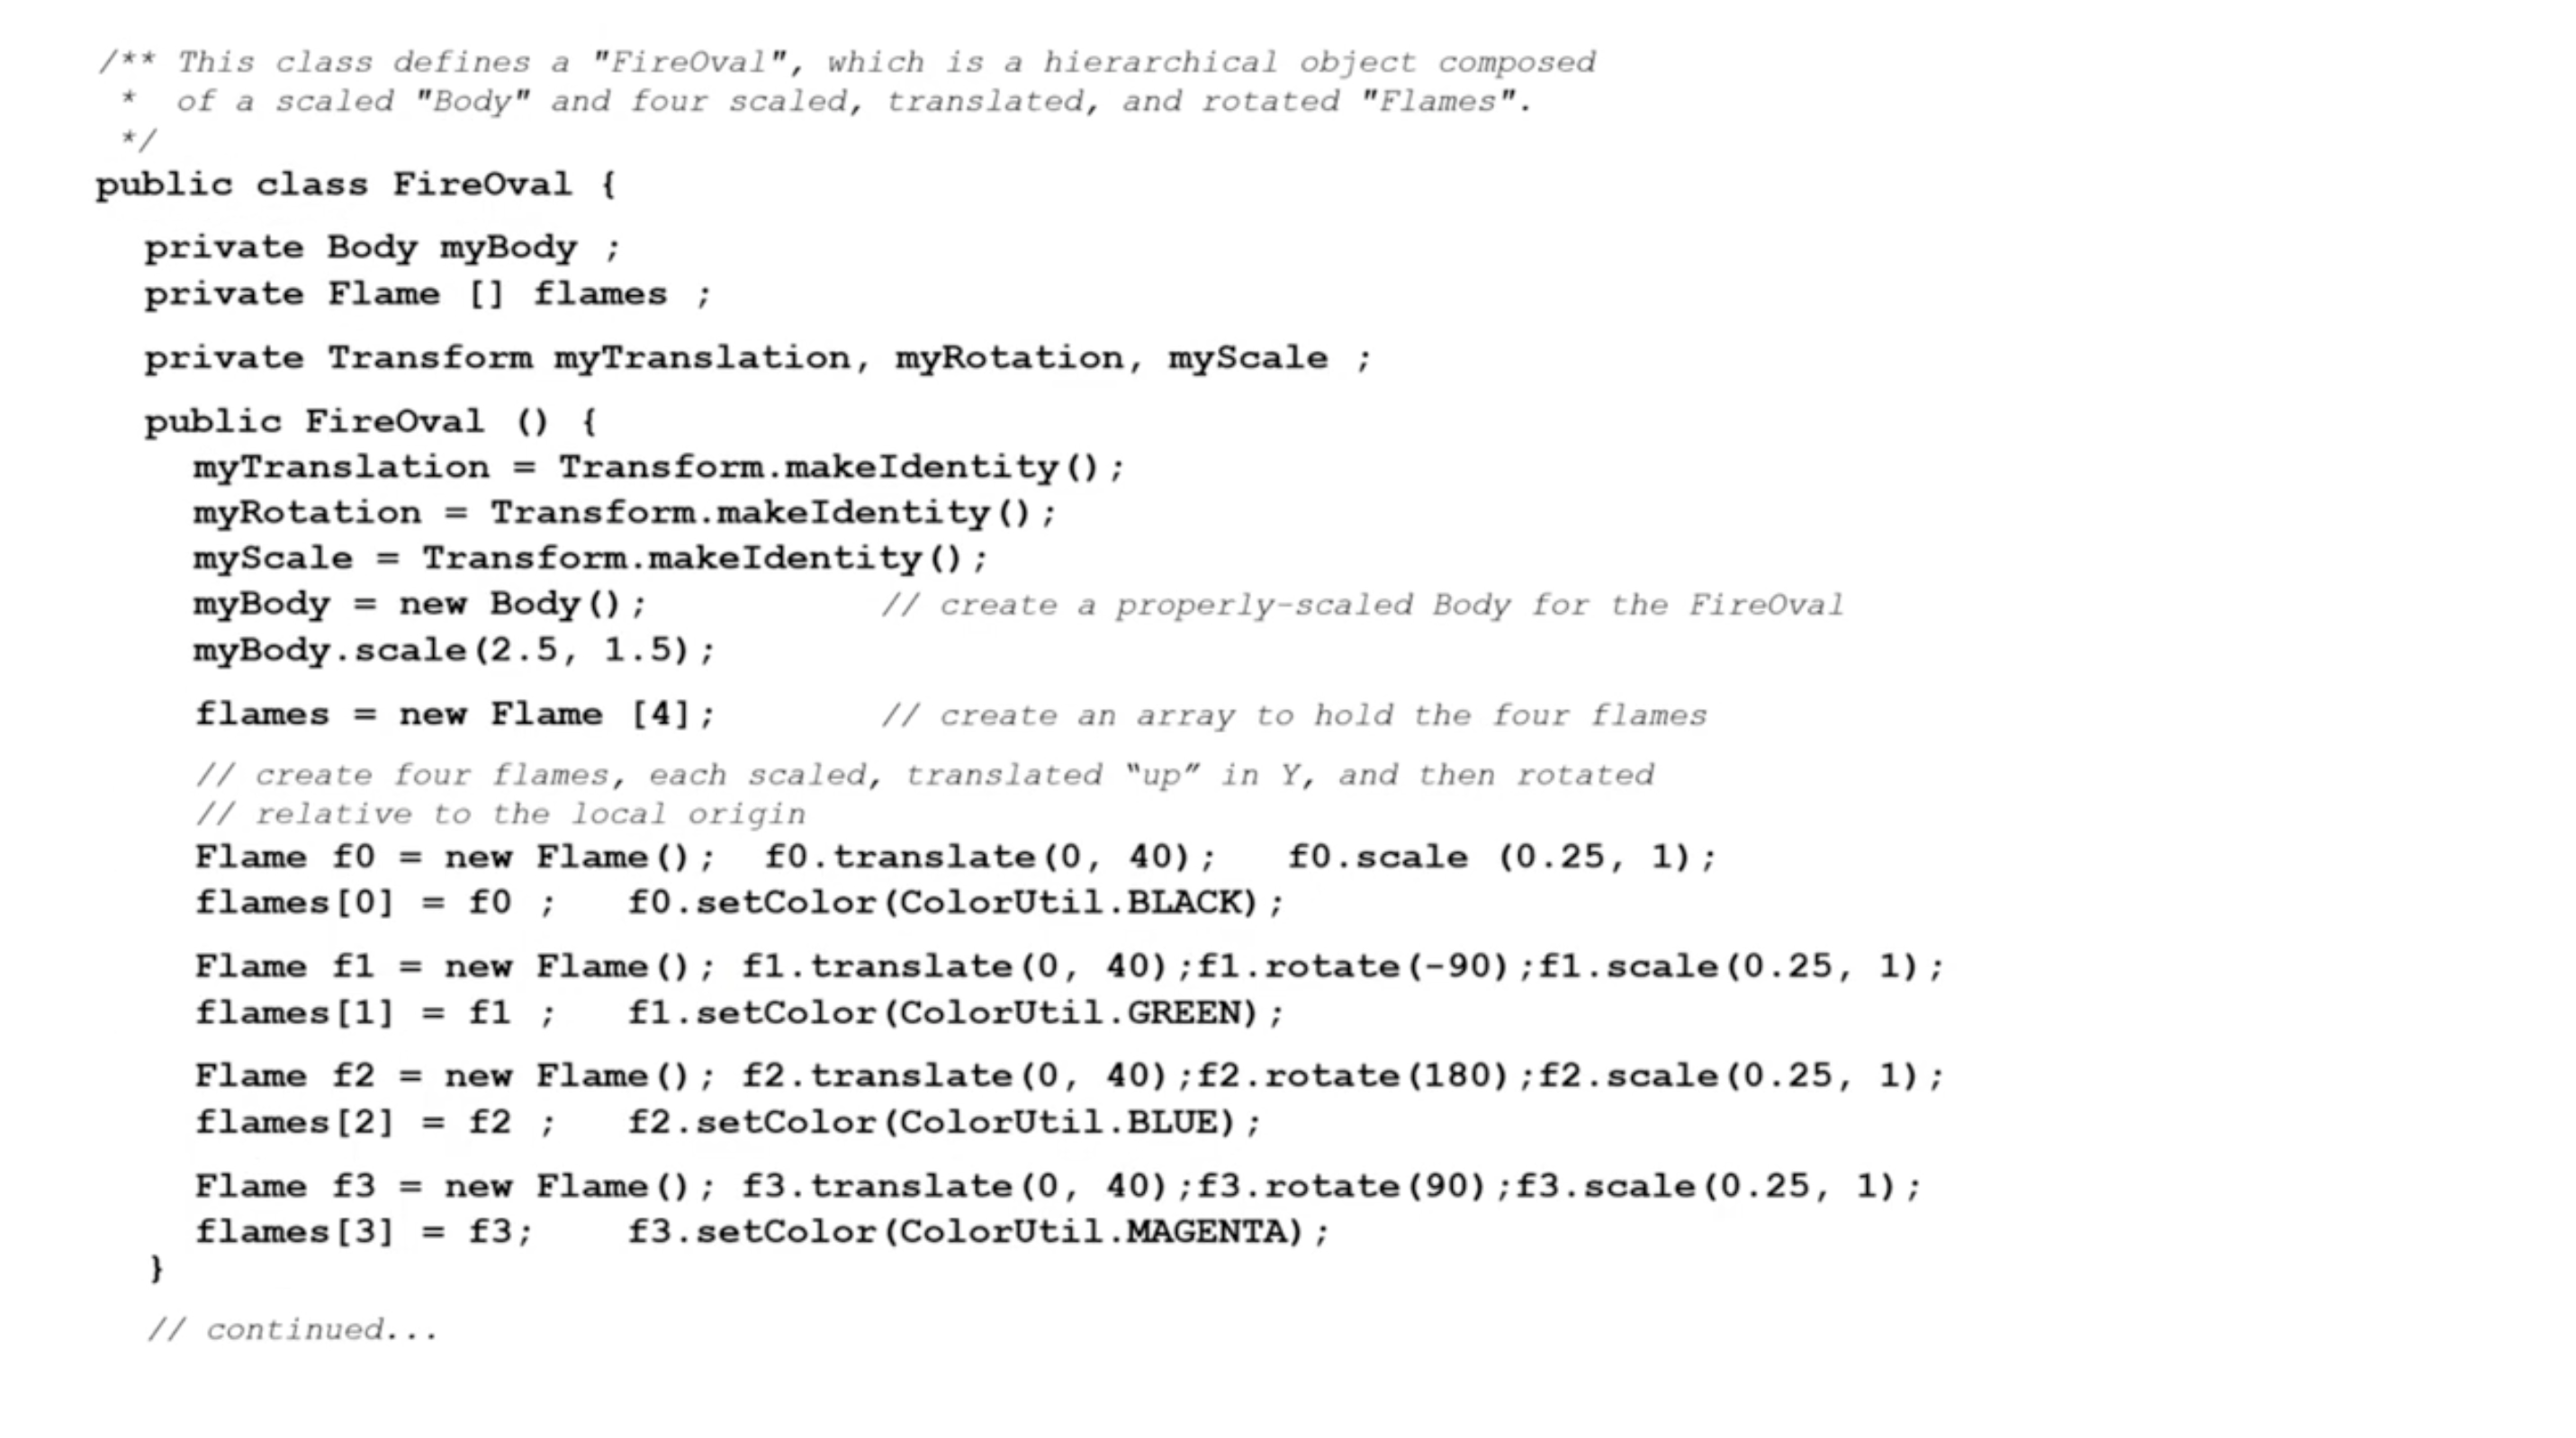 /** This class defines a "FireOval", which is a hierarchical object composed
* of a scaled "Body" and four scaled, translated, and rotated "Flames".
*/
public class FireOval {
private Body myBody ;
private Flame [] flames ;
private Transform myTranslation, myRotation, myScale ;
public FireOval () {
myTranslation = Transform.makeIdentity();
myRotation = Transform.makeIdentity();
myScale = Transform.makeIdentity();
myBody = new Body(); // create a properly-scaled Body for the FireOval
myBody.scale(2.5, 1.5);
flames = new Flame [4]; // create an array to hold the four flames
// create four flames, each scaled, translated “up” in Y, and then rotated
// relative to the local origin
Flame f0 = new Flame(); f0.translate(0, 40); f0.scale (0.25, 1);
flames[0] = f0 ; f0.setColor(ColorUtil.BLACK);
Flame f1 = new Flame(); f1.translate(0, 40);f1.rotate(-90);f1.scale(0.25, 1);
flames[1] = f1 ; f1.setColor(ColorUtil.GREEN);
Flame f2 = new Flame(); f2.translate(0, 40);f2.rotate(180);f2.scale(0.25, 1);
flames[2] = f2 ; f2.setColor(ColorUtil.BLUE);
Flame f3 = new Flame(); f3.translate(0, 40);f3.rotate(90);f3.scale(0.25, 1);
flames[3] = f3; f3.setColor(ColorUtil.MAGENTA);
}
// continued...